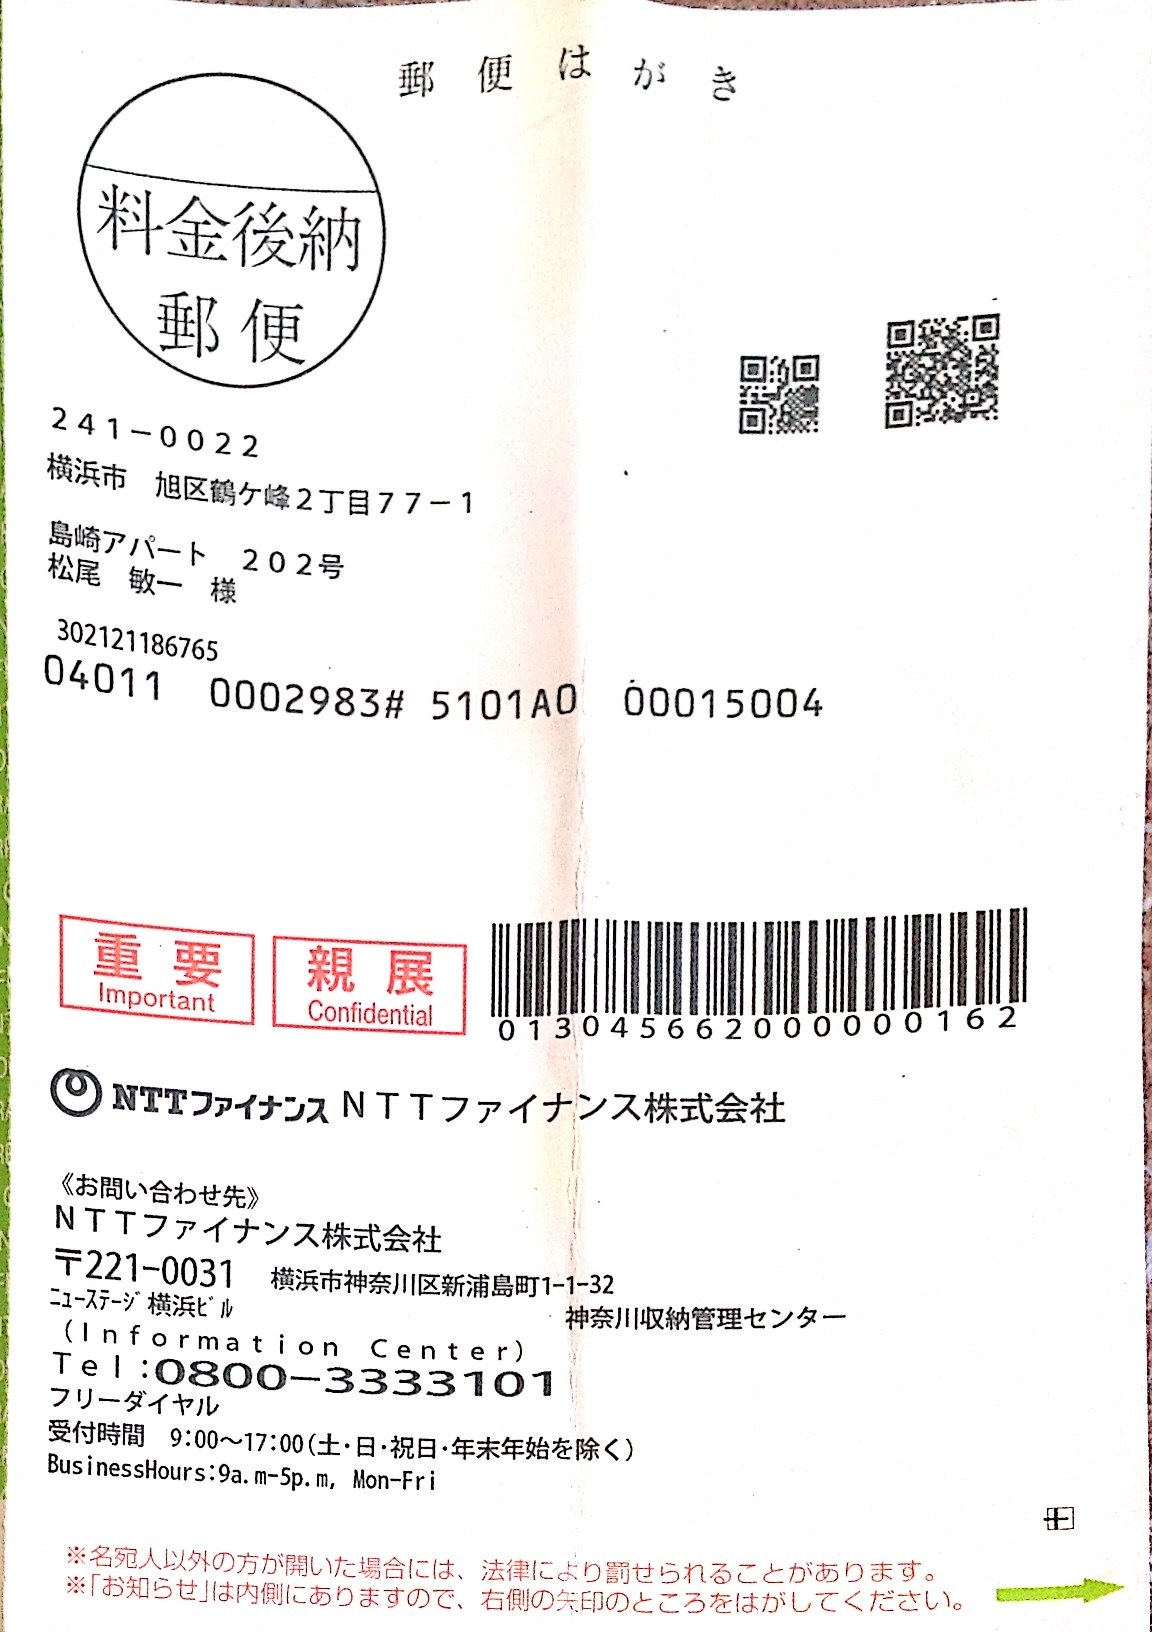 郵便はがき
料金後納
郵便
241-0022
横浜市 旭区鶴ケ峰2丁目77-1
島崎アパート 202号
松尾 敏一 様
302121186765
04011 0002983# 5101A0 00015004
重要 親展
Important Confidential
013045662000000162
NTTファイナンス NTTファイナンス株式会社
《お問い合わせ先》
NTTファイナンス株式会社
〒221-0031 横浜市神奈川区新浦島町1-1-32
ニューステージ横浜ビル 神奈川収納管理センター
(Information Center)
Tel:0800-3333101
フリーダイヤル
受付時間 9:00~17:00(土・日・祝日・年末年始を除く)
BusinessHours:9a.m-5p.m, Mon-Fri
※名宛人以外の方が開いた場合には、法律により罰せられることがあります。
※「お知らせ」は内側にありますので、右側の矢印のところをはがしてください。